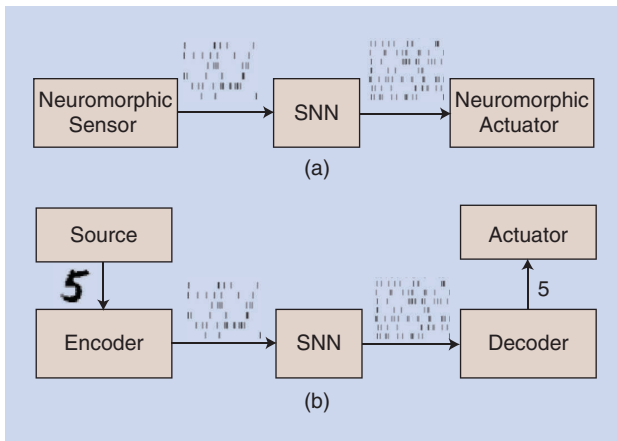 Neuromorphic
Sensor
SNN
Neuromorphic
Actuator
(a)
Source
Actuator
5
5
Encoder
SNN
Decoder
(b)